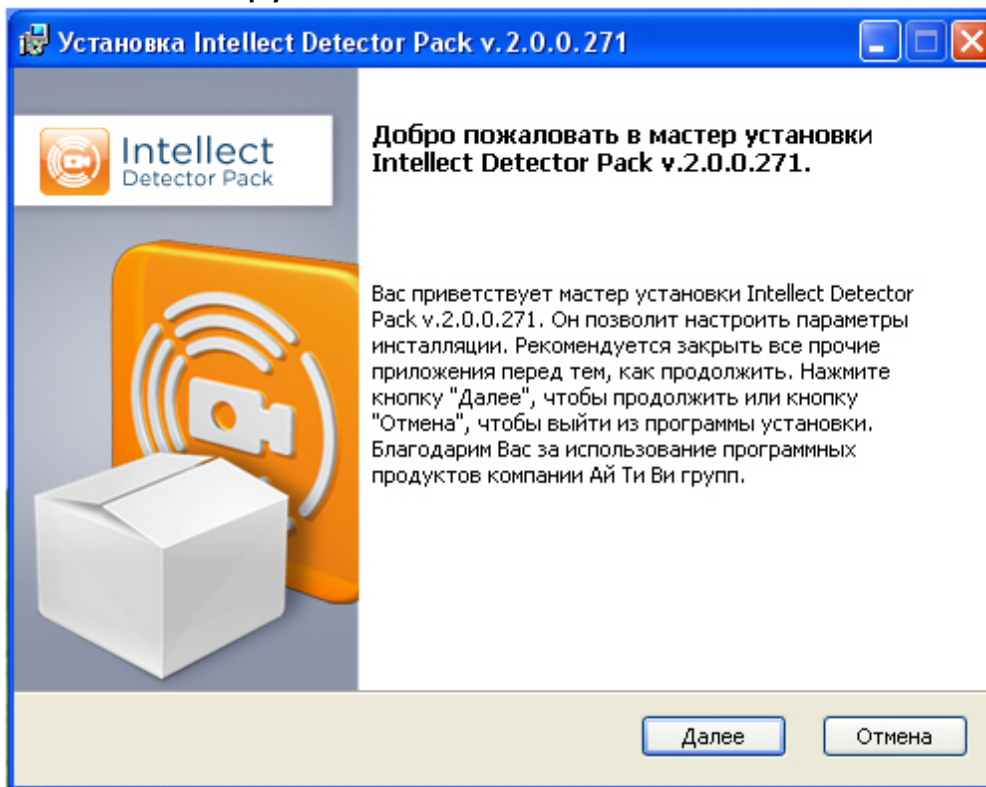 Установка Intellect Detector Pack v.2.0.0.271
Intellect
Detector Pack
Добро пожаловать в мастер установки
Intellect Detector Pack v.2.0.0.271.
Вас приветствует мастер установки Intellect Detector
Pack v.2.0.0.271. Он позволит настроить параметры
инсталляции. Рекомендуется закрыть все прочие
приложения перед тем, как продолжить. Нажмите
кнопку "Далее", чтобы продолжить или кнопку
"Отмена", чтобы выйти из программы установки.
Благодарим Вас за использование программных
продуктов компании Ай Ти Ви групп.
Далее
Отмена